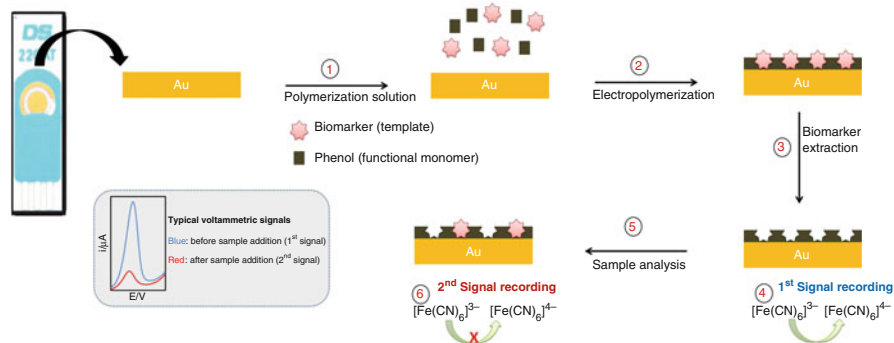 DS
220AT
Au
1
Polymerization solution
Biomarker (template)
Phenol (functional monomer)
Au
2
Electropolymerization
Au
3
Biomarker
extraction
Au
4
1st Signal recording
[Fe(CN)6]3– [Fe(CN)6]4–
5
Sample analysis
Au
6
2nd Signal recording
[Fe(CN)6]3– [Fe(CN)6]4–
X
i/µA
E/V
Typical voltammetric signals
Blue: before sample addition (1st signal)
Red: after sample addition (2nd signal)